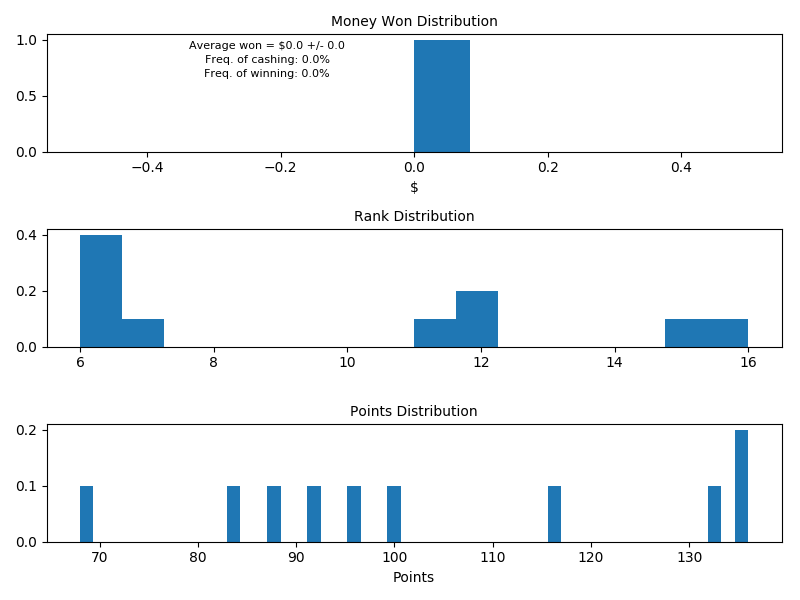 Money Won Distribution
Average won = $0.0 +/- 0.0
Freq. of cashing: 0.0%
Freq. of winning: 0.0%
1.0
0.5
0.0
−0.4 −0.2 0.0 0.2 0.4
$
Rank Distribution
0.4
0.2
0.0
6 8 10 12 14 16
Points Distribution
0.2
0.1
0.0
70 80 90 100 110 120 130
Points